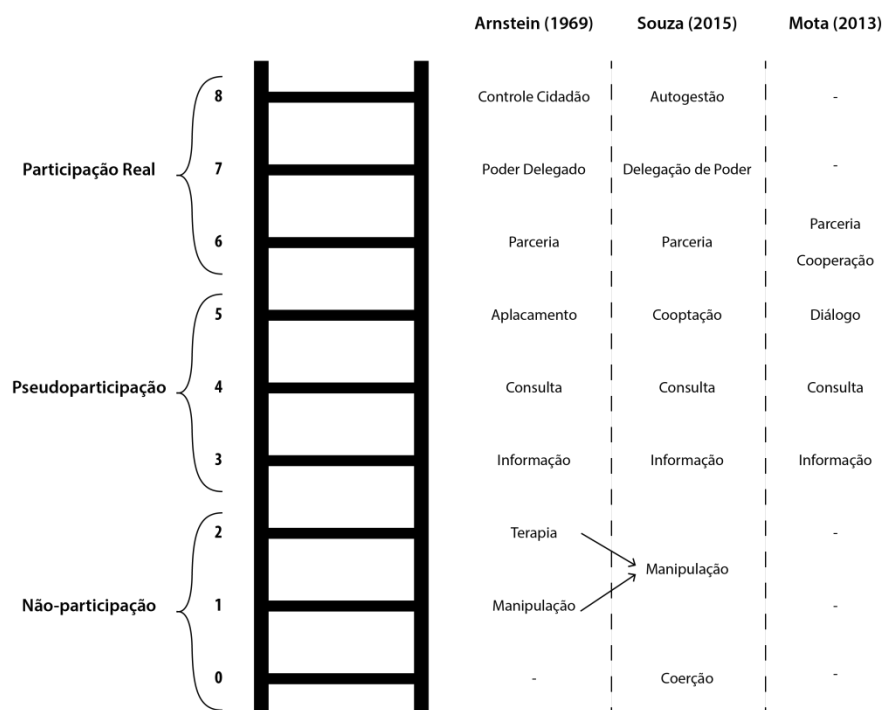 Arnstein (1969) Souza (2015) Mota (2013)
8 Controle Cidadão Autogestão -
Participação Real 7 Poder Delegado Delegação de Poder -
6 Parceria Parceria Parceria
Cooperação
5 Aplacamento Cooptação Diálogo
Pseudoparticipação 4 Consulta Consulta Consulta
3 Informação Informação Informação
2 Terapia -
Manipulação
Não-participação 1 Manipulação -
0 - Coerção -